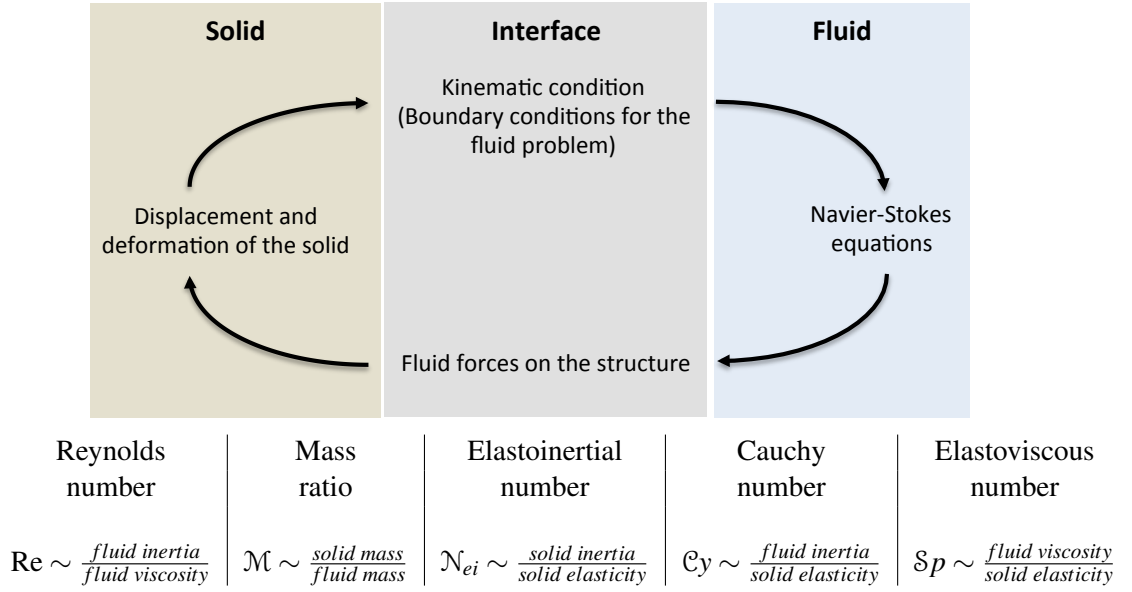 Solid
Interface
Fluid
Kinematic condition
(Boundary conditions for the
fluid problem)
Displacement and
deformation of the solid
Navier-Stokes
equations
Fluid forces on the structure
Reynolds
number
Mass
ratio
Elastoinertial
number
Cauchy
number
Elastoviscous
number
Re ∼ fluid inertia / fluid viscosity
ℳ ∼ solid mass / fluid mass
𝒩ei ∼ solid inertia / solid elasticity
𝒞y ∼ fluid inertia / solid elasticity
𝒮p ∼ fluid viscosity / solid elasticity